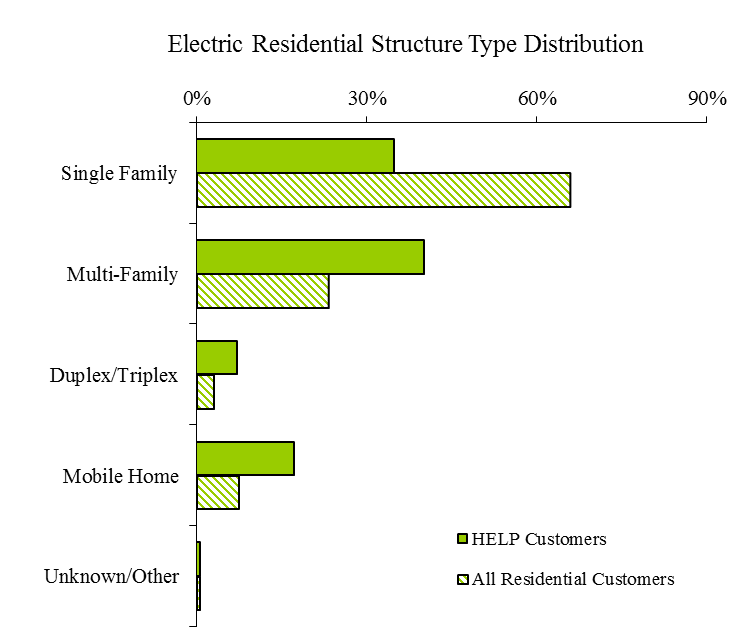 Electric Residential Structure Type Distribution
0% 30% 60% 90%
Single Family
Multi-Family
Duplex/Triplex
Mobile Home
HELP Customers
Unknown/Other
All Residential Customers